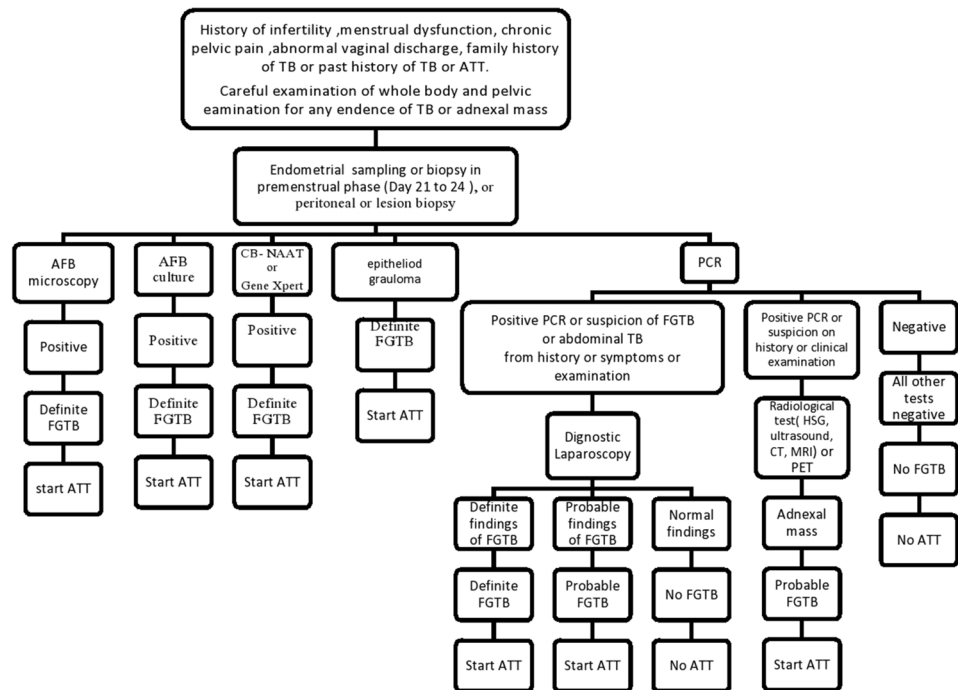 History of infertility ,menstrual dysfunction, chronic
pelvic pain ,abnormal vaginal discharge, family history
of TB or past history of TB or ATT.
Careful examination of whole body and pelvic
eamination for any endence of TB or adnexal mass
Endometrial sampling or biopsy in
premenstrual phase (Day 21 to 24 ), or
peritoneal or lesion biopsy
AFB
microscopy
Positive
Definite
FGTB
start ATT
AFB
culture
Positive
Definite
FGTB
Start ATT
CB- NAAT
or
Gene Xpert
Positive
Definite
FGTB
Start ATT
epitheliod
grauloma
Definite
FGTB
Start ATT
PCR
Positive PCR or suspicion of FGTB
or abdominal TB
from history or symptoms or
examination
Dignostic
Laparoscopy
Definite
findings
of FGTB
Definite
FGTB
Start ATT
Probable
findings
of FGTB
Probable
FGTB
Start ATT
Normal
findings
No FGTB
No ATT
Positive PCR or
suspicion on
history or clinical
examination
Radiological
test( HSG,
ultrasound,
CT, MRI) or
PET
Adnexal
mass
Probable
FGTB
Start ATT
Negative
All other
tests
negative
No FGTB
No ATT